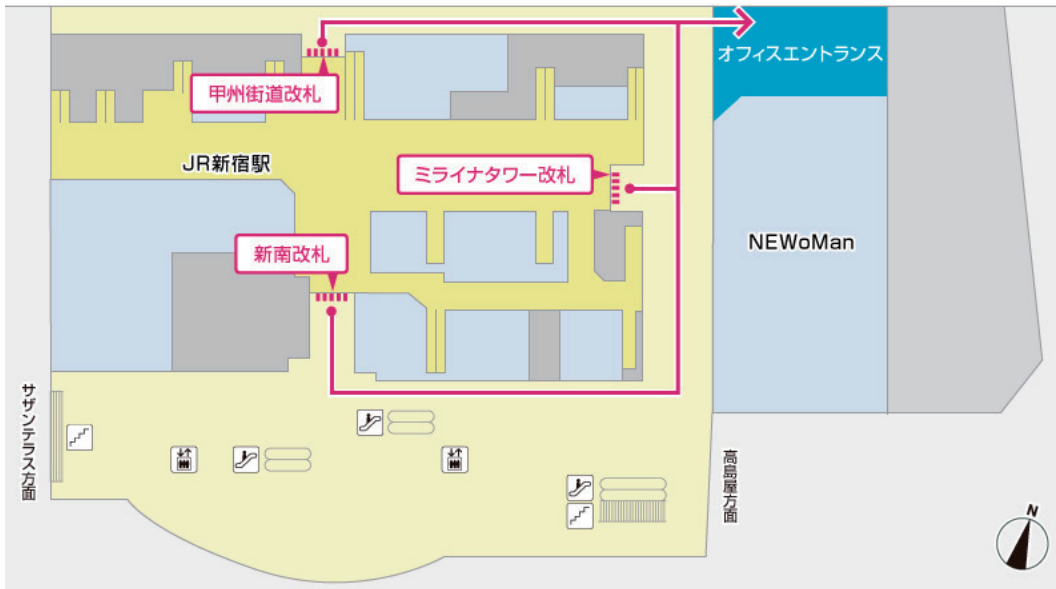 オフィスエントランス
甲州街道改札
JR新宿駅
ミライナタワー改札
NEWoMan
新南改札
サザンテラス方面
高島屋方面
N